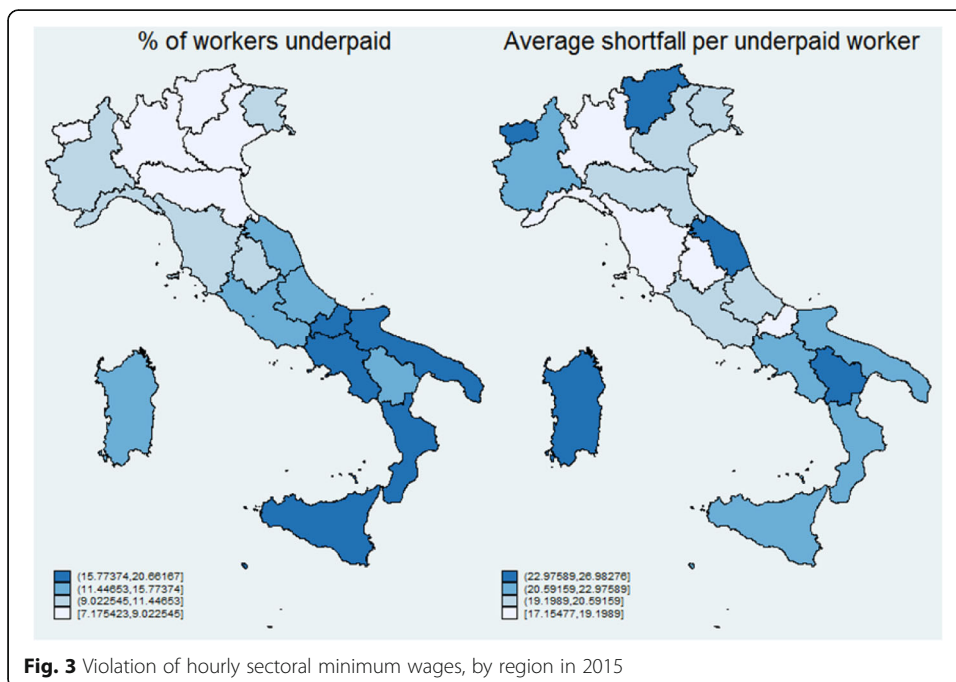 % of workers underpaid
Average shortfall per underpaid worker
(15.77374,20.66167]
(11.44653,15.77374]
(9.022545,11.44653]
[7.175423,9.022545]
(22.97589,26.98276]
(20.59159,22.97589]
(19.1989,20.59159]
[17.15477,19.1989]
Fig. 3 Violation of hourly sectoral minimum wages, by region in 2015